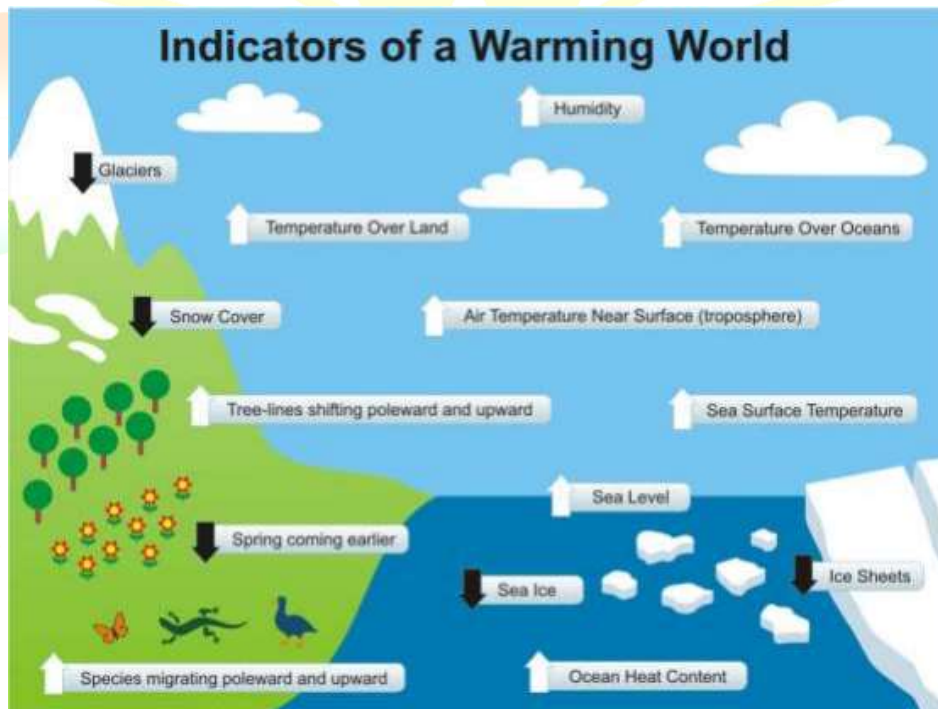 Indicators of a Warming World
Humidity
Glaciers
Temperature Over Land
Temperature Over Oceans
Snow Cover
Air Temperature Near Surface (troposphere)
Tree-lines shifting poleward and upward
Sea Surface Temperature
Sea Level
Spring coming earlier
Sea Ice
Ice Sheets
Species migrating poleward and upward
Ocean Heat Content